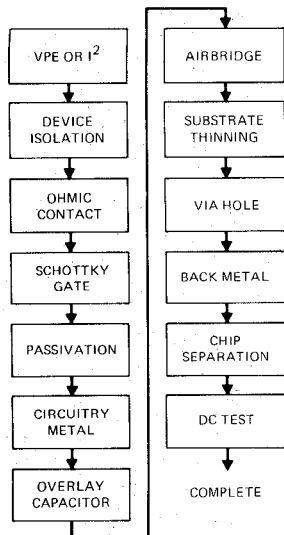 VPE OR I²
DEVICE
ISOLATION
OHMIC
CONTACT
SCHOTTKY
GATE
PASSIVATION
CIRCUITRY
METAL
OVERLAY
CAPACITOR
AIRBRIDGE
SUBSTRATE
THINNING
VIA HOLE
BACK METAL
CHIP
SEPARATION
DC TEST
COMPLETE